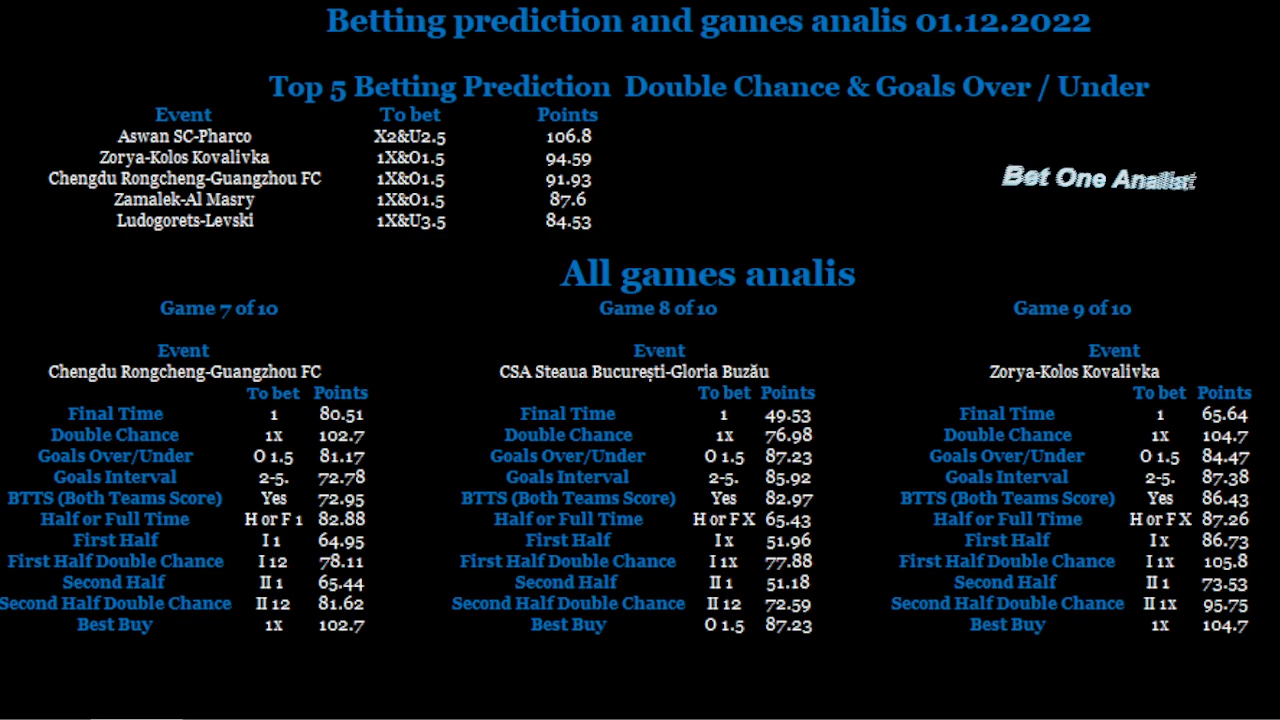 Betting prediction and games analis 01.12.2022
Top 5 Betting Prediction Double Chance & Goals Over / Under
Event To bet Points
Aswan SC-Pharco X2&U2.5 106.8
Zorya-Kolos Kovalivka 1X&O1.5 94.59
Chengdu Rongcheng-Guangzhou FC 1X&O1.5 91.93
Zamalek-Al Masry 1X&O1.5 87.6
Ludogorets-Levski 1X&U3.5 84.53
Bet One Analist
All games analis
Game 7 of 10 Game 8 of 10 Game 9 of 10
Event Event Event
Chengdu Rongcheng-Guangzhou FC CSA Steaua București-Gloria Buzău Zorya-Kolos Kovalivka
To bet Points To bet Points To bet Points
Final Time 1 80.51 Final Time 1 49.53 Final Time 1 65.64
Double Chance 1x 102.7 Double Chance 1x 76.98 Double Chance 1x 104.7
Goals Over/Under O 1.5 81.17 Goals Over/Under O 1.5 87.23 Goals Over/Under O 1.5 84.47
Goals Interval 2-5. 72.78 Goals Interval 2-5. 85.92 Goals Interval 2-5. 87.38
BTTS (Both Teams Score) Yes 72.95 BTTS (Both Teams Score) Yes 82.97 BTTS (Both Teams Score) Yes 86.43
Half or Full Time H or F 1 82.88 Half or Full Time H or F X 65.43 Half or Full Time H or F X 87.26
First Half I 1 64.95 First Half I x 51.96 First Half I x 86.73
First Half Double Chance I 12 78.11 First Half Double Chance I 1x 77.88 First Half Double Chance I 1x 105.8
Second Half II 1 65.44 Second Half II 1 51.18 Second Half II 1 73.53
Second Half Double Chance II 12 81.62 Second Half Double Chance II 12 72.59 Second Half Double Chance II 1x 95.75
Best Buy 1x 102.7 Best Buy O 1.5 87.23 Best Buy 1x 104.7